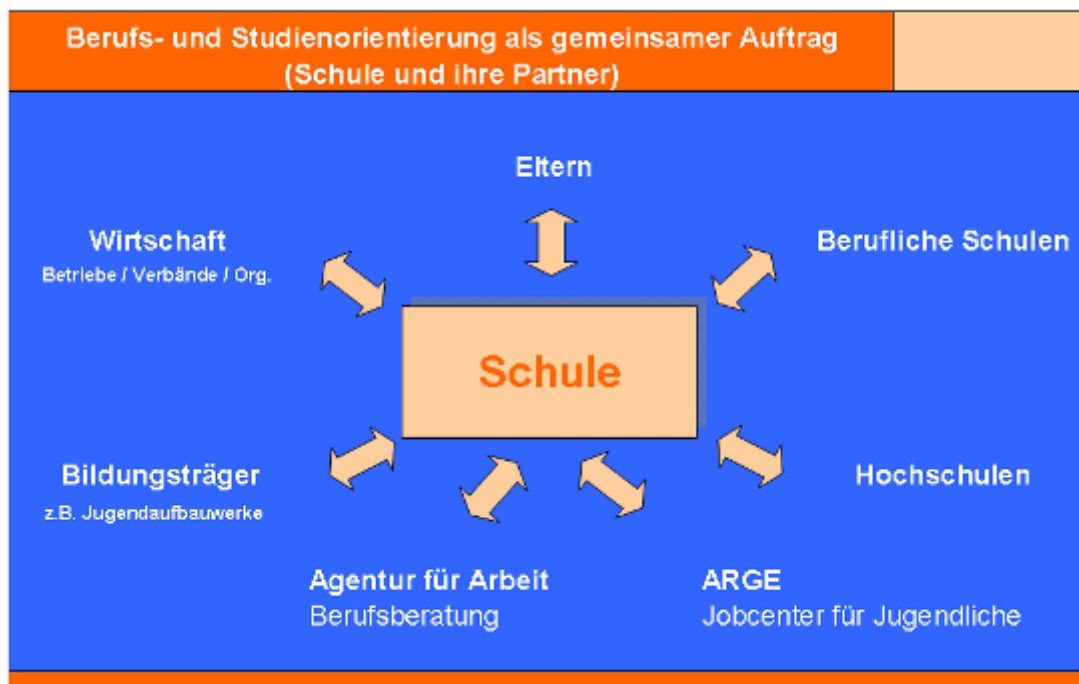 Berufs- und Studienorientierung als gemeinsamer Auftrag
(Schule und ihre Partner)
Eltern
Wirtschaft
Betriebe / Verbände / Org.
Berufliche Schulen
Schule
Bildungsträger
z.B. Jugendaufbauwerke
Hochschulen
Agentur für Arbeit
Berufsberatung
ARGE
Jobcenter für Jugendliche